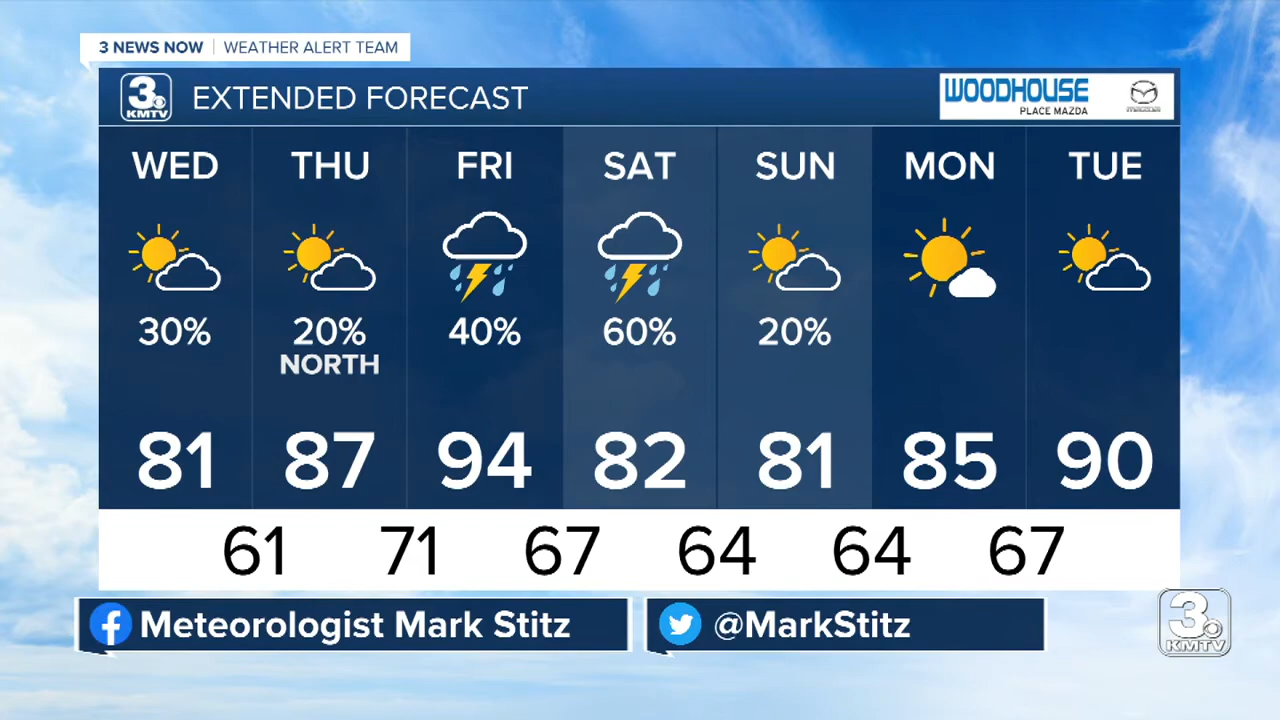 3 NEWS NOW | WEATHER ALERT TEAM
3 KMTV EXTENDED FORECAST
WOODHOUSE
PLACE MAZDA
mazda
WED THU FRI SAT SUN MON TUE
30% 20% 40% 60% 20%
NORTH
81 87 94 82 81 85 90
61 71 67 64 64 67
Meteorologist Mark Stitz @MarkStitz
3 KMTV